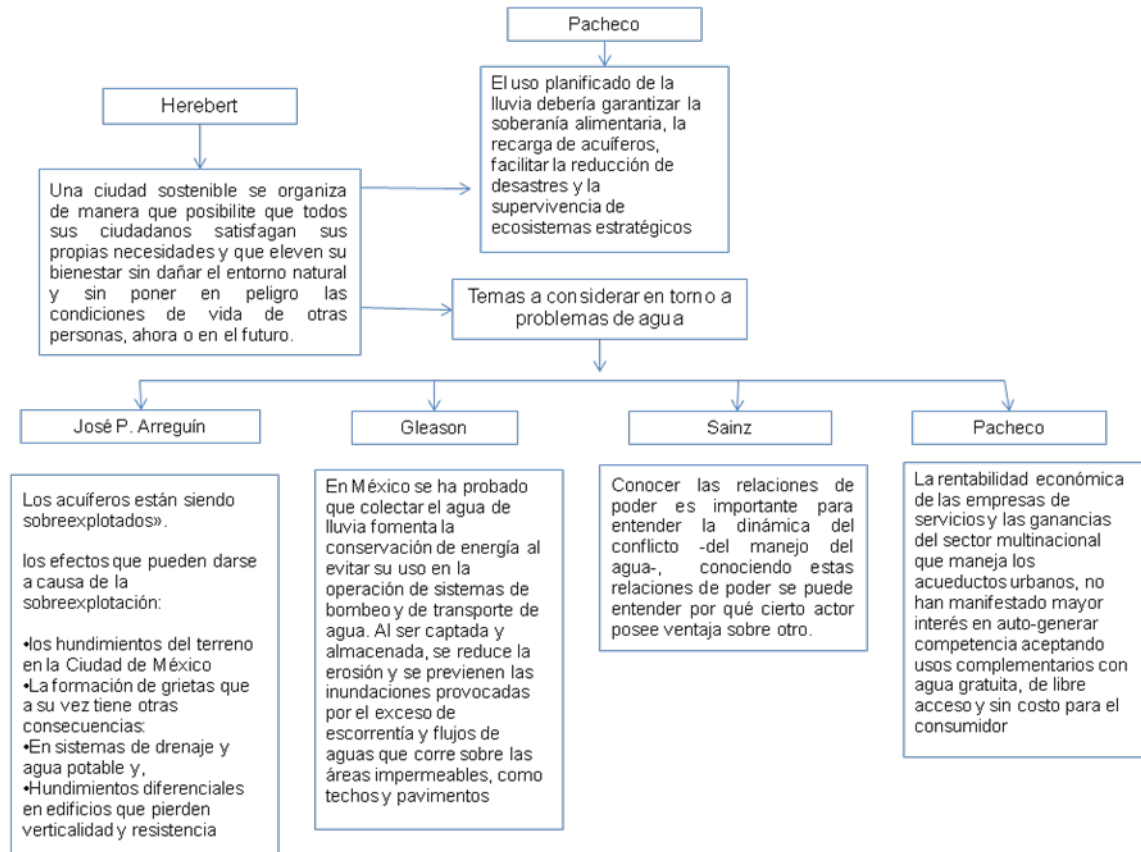 Pacheco
El uso planificado de la
lluvia debería garantizar la
soberanía alimentaria, la
recarga de acuíferos,
facilitar la reducción de
desastres y la
supervivencia de
ecosistemas estratégicos
Herebert
Una ciudad sostenible se organiza
de manera que posibilite que todos
sus ciudadanos satisfagan sus
propias necesidades y que eleven su
bienestar sin dañar el entorno natural
y sin poner en peligro las
condiciones de vida de otras
personas, ahora o en el futuro.
Temas a considerar en torno a
problemas de agua
José P. Arreguín
Los acuíferos están siendo
sobreexplotados».
los efectos que pueden darse
a causa de la
sobreexplotación:
•los hundimientos del terreno
en la Ciudad de México
•La formación de grietas que
a su vez tiene otras
consecuencias:
•En sistemas de drenaje y
agua potable y,
•Hundimientos diferenciales
en edificios que pierden
verticalidad y resistencia
Gleason
En México se ha probado
que colectar el agua de
lluvia fomenta la
conservación de energía al
evitar su uso en la
operación de sistemas de
bombeo y de transporte de
agua. Al ser captada y
almacenada, se reduce la
erosión y se previenen las
inundaciones provocadas
por el exceso de
escorrentía y flujos de
aguas que corre sobre las
áreas impermeables, como
techos y pavimentos
Sainz
Conocer las relaciones de
poder es importante para
entender la dinámica del
conflicto -del manejo del
agua-, conociendo estas
relaciones de poder se puede
entender por qué cierto actor
posee ventaja sobre otro.
Pacheco
La rentabilidad económica
de las empresas de
servicios y las ganancias
del sector multinacional
que maneja los
acueductos urbanos, no
han manifestado mayor
interés en auto-generar
competencia aceptando
usos complementarios con
agua gratuita, de libre
acceso y sin costo para el
consumidor